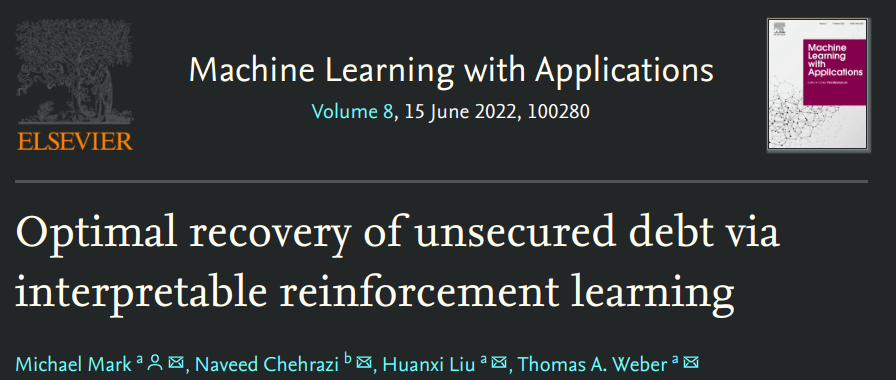 ELSEVIER
Machine Learning with Applications
Volume 8, 15 June 2022, 100280
Machine
Learning
with
Applications
Optimal recovery of unsecured debt via
interpretable reinforcement learning
Michael Mark a, Naveed Chehrazi b, Huanxi Liu a, Thomas A. Weber a